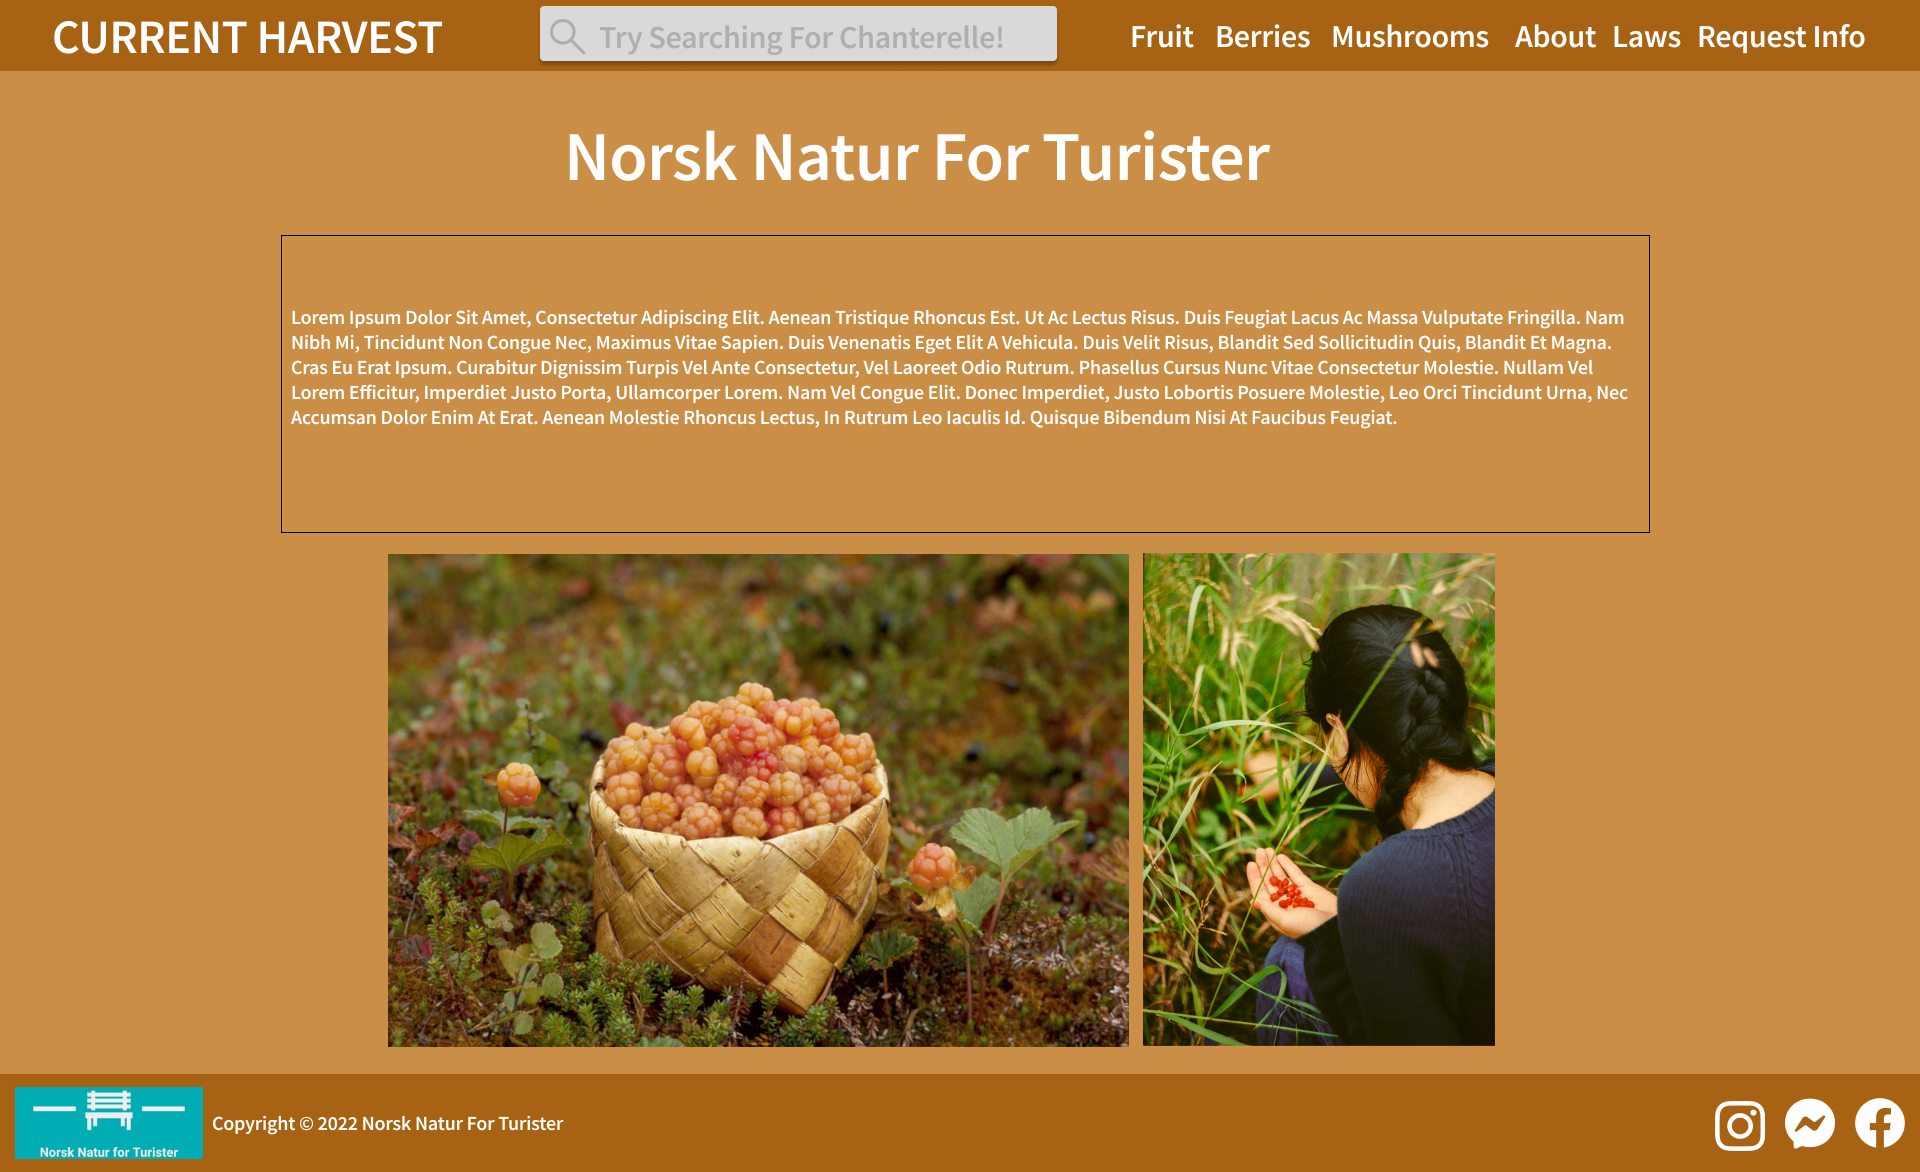 CURRENT HARVEST
Try Searching For Chanterelle!
Fruit Berries Mushrooms About Laws Request Info
Norsk Natur For Turister
Lorem Ipsum Dolor Sit Amet, Consectetur Adipiscing Elit. Aenean Tristique Rhoncus Est. Ut Ac Lectus Risus. Duis Feugiat Lacus Ac Massa Vulputate Fringilla. Nam
Nibh Mi, Tincidunt Non Congue Nec, Maximus Vitae Sapien. Duis Venenatis Eget Elit A Vehicula. Duis Velit Risus, Blandit Sed Sollicitudin Quis, Blandit Et Magna.
Cras Eu Erat Ipsum. Curabitur Dignissim Turpis Vel Ante Consectetur, Vel Laoreet Odio Rutrum. Phasellus Cursus Nunc Vitae Consectetur Molestie. Nullam Vel
Lorem Efficitur, Imperdiet Justo Porta, Ullamcorper Lorem. Nam Vel Congue Elit. Donec Imperdiet, Justo Lobortis Posuere Molestie, Leo Orci Tincidunt Urna, Nec
Accumsan Dolor Enim At Erat. Aenean Molestie Rhoncus Lectus, In Rutrum Leo Iaculis Id. Quisque Bibendum Nisi At Faucibus Feugiat.
Norsk Natur for Turister
Copyright © 2022 Norsk Natur For Turister